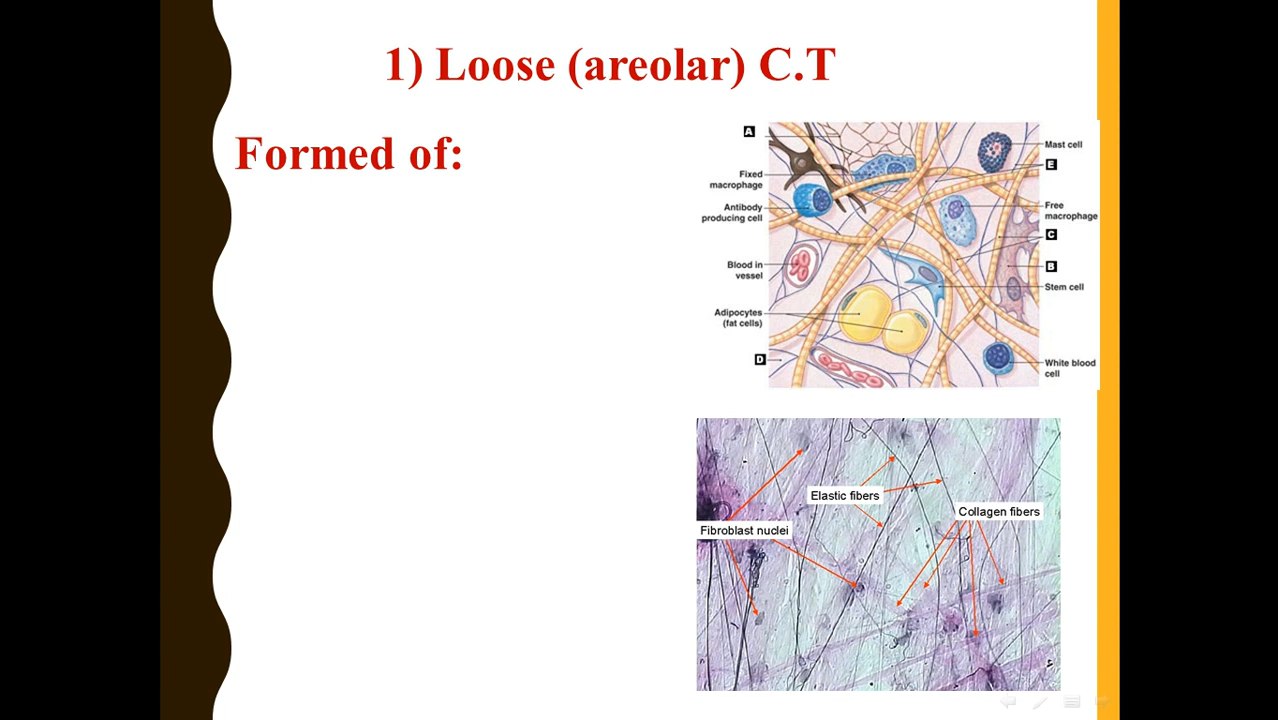 1) Loose (areolar) C.T
Formed of:
A
Fixed
macrophage
Antibody
producing cell
Blood in
vessel
Adipocytes
(fat cells)
D
Mast cell
E
Free
macrophage
C
B
Stem cell
White blood
cell
Elastic fibers
Collagen fibers
Fibroblast nuclei